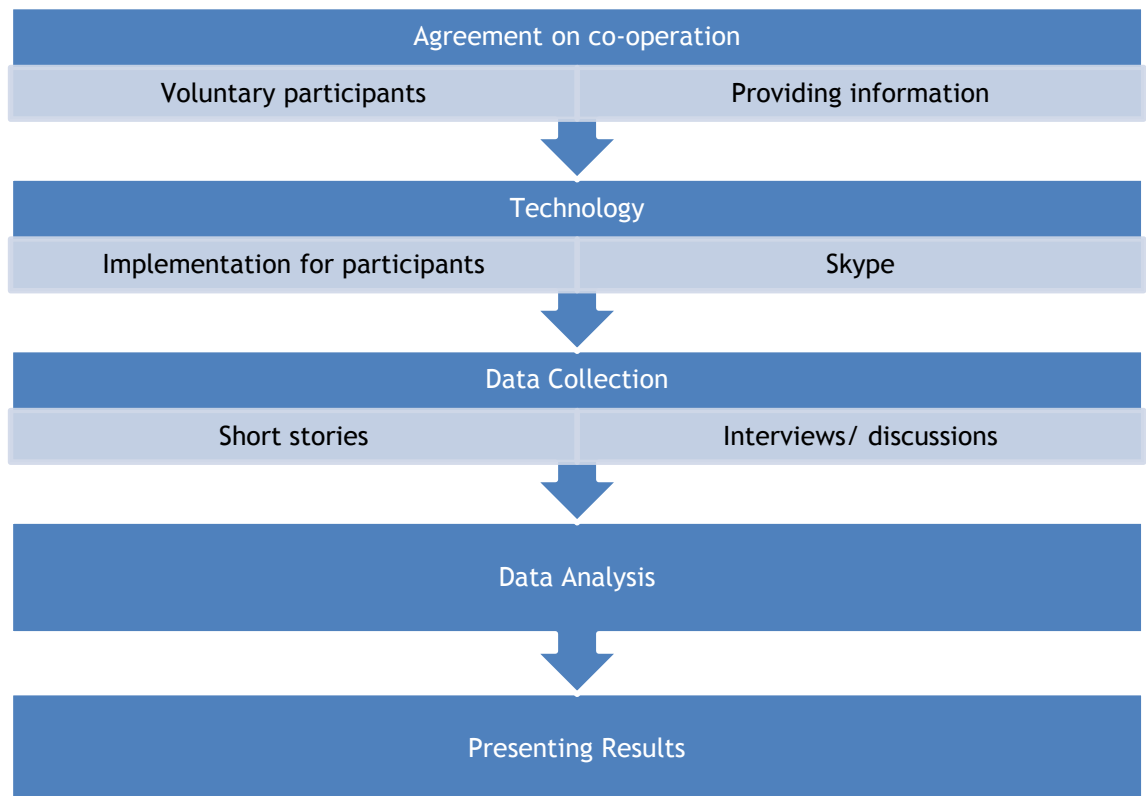 Agreement on co-operation
Voluntary participants
Providing information
Technology
Implementation for participants
Skype
Data Collection
Short stories
Interviews/ discussions
Data Analysis
Presenting Results